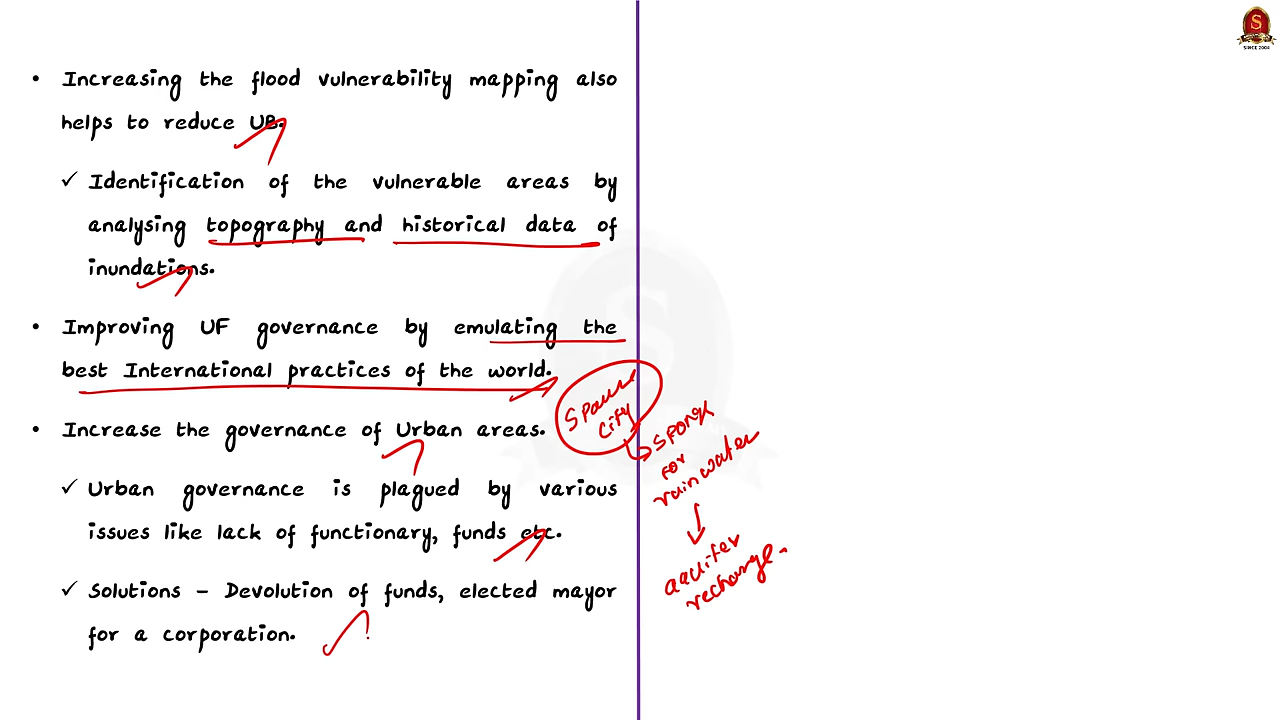 • Increasing the flood vulnerability mapping also
helps to reduce UB.
✓ Identification of the vulnerable areas by
analysing topography and historical data of
inundations.
• Improving UF governance by emulating the
best International practices of the world.
• Increase the governance of Urban areas.
✓ Urban governance is plagued by various
issues like lack of functionary, funds etc.
✓ Solutions – Devolution of funds, elected mayor
for a corporation.
city
sponge
for
rainwater
aquifer
recharge.
S
SINCE 2004